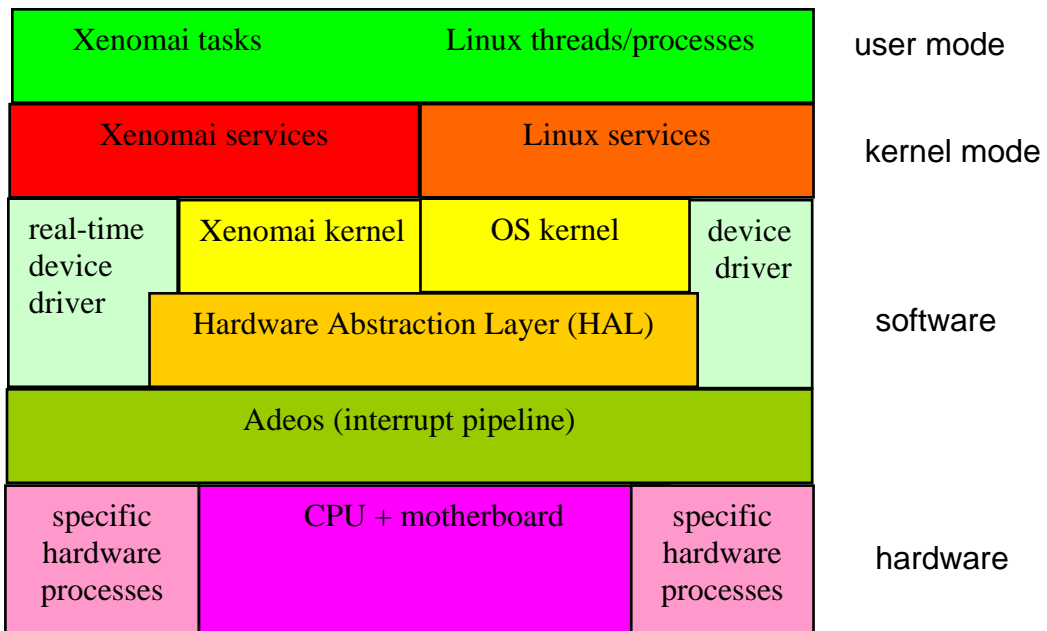 Xenomai tasks
Linux threads/processes
user mode
Xenomai services
Linux services
kernel mode
real-time
device
driver
Xenomai kernel
OS kernel
device
driver
Hardware Abstraction Layer (HAL)
software
Adeos (interrupt pipeline)
specific
hardware
processes
CPU + motherboard
specific
hardware
processes
hardware